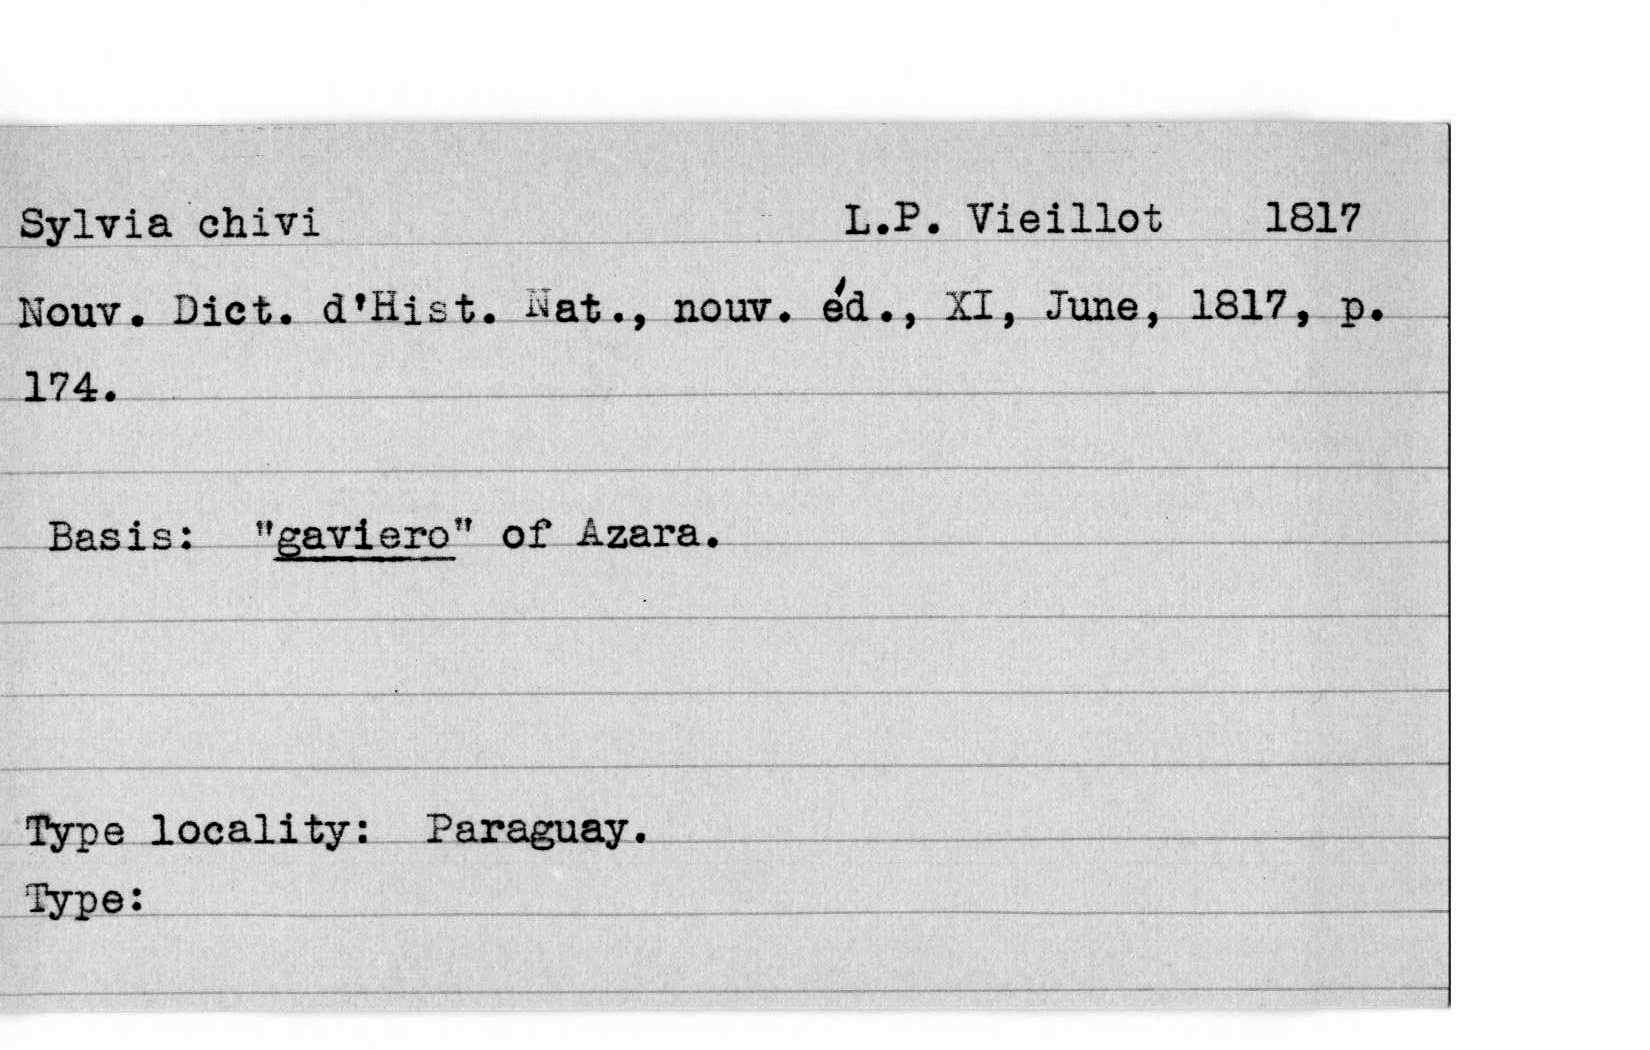 Sylvia chivi L.P. Vieillot 1817
Nouv. Dict. d'Hist. Nat., nouv. éd., XI, June, 1817, p.
174.
Basis: "gaviero" of Azara.
Type locality: Paraguay.
Type: